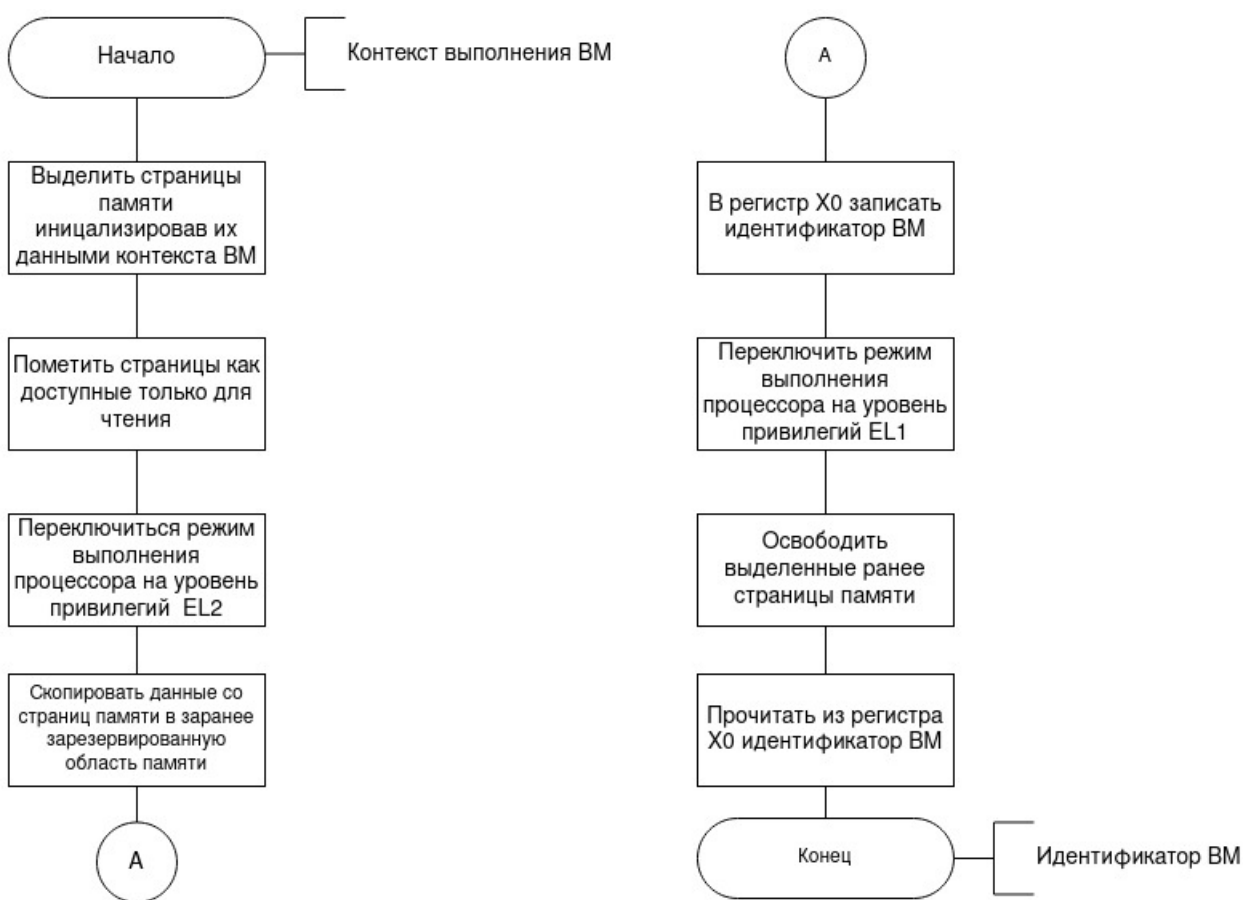 Начало
Контекст выполнения ВМ
Выделить страницы
памяти
иницализировав их
данными контекста ВМ
Пометить страницы как
доступные только для
чтения
Переключиться режим
выполнения
процессора на уровень
привилегий EL2
Скопировать данные со
страниц памяти в заранее
зарезервированную
область памяти
А
А
В регистр X0 записать
идентификатор ВМ
Переключить режим
выполнения
процессора на уровень
привилегий EL1
Освободить
выделенные ранее
страницы памяти
Прочитать из регистра
X0 идентификатор ВМ
Конец
Идентификатор ВМ